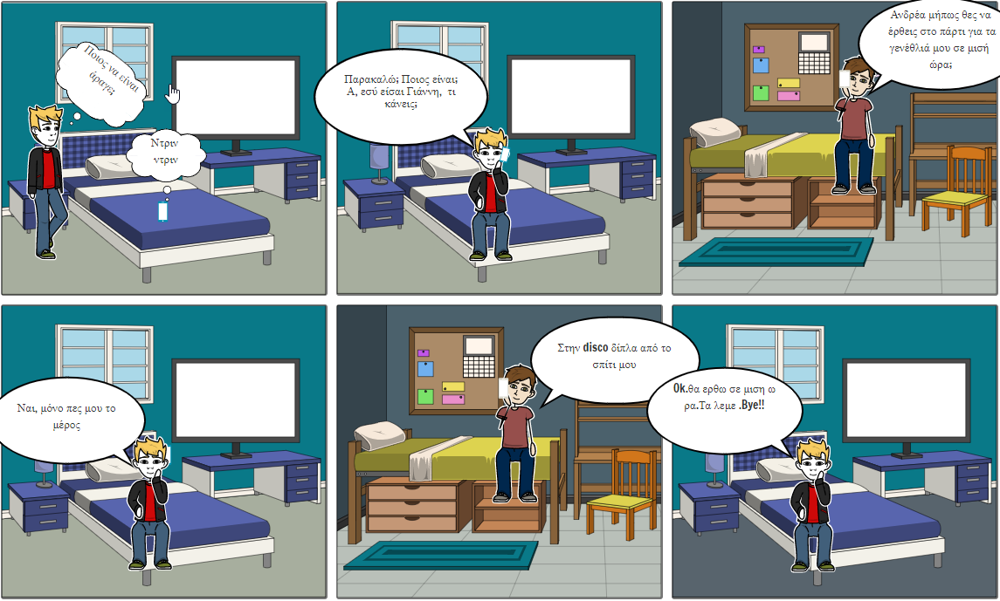 Ποιος να είναι
άραγε;
Ντριν
ντριν
Παρακαλώ; Ποιος είναι;
Α, εσύ είσαι Γιάννη, τι
κάνεις;
Ανδρέα μήπως θες να
έρθεις στο πάρτι για τα
γενέθλιά μου σε μισή
ώρα;
Ναι, μόνο πες μου το
μέρος
Στην disco δίπλα από το
σπίτι μου
Ok.θα ερθω σε μιση ω
ρα.Τα λεμε .Bye!!